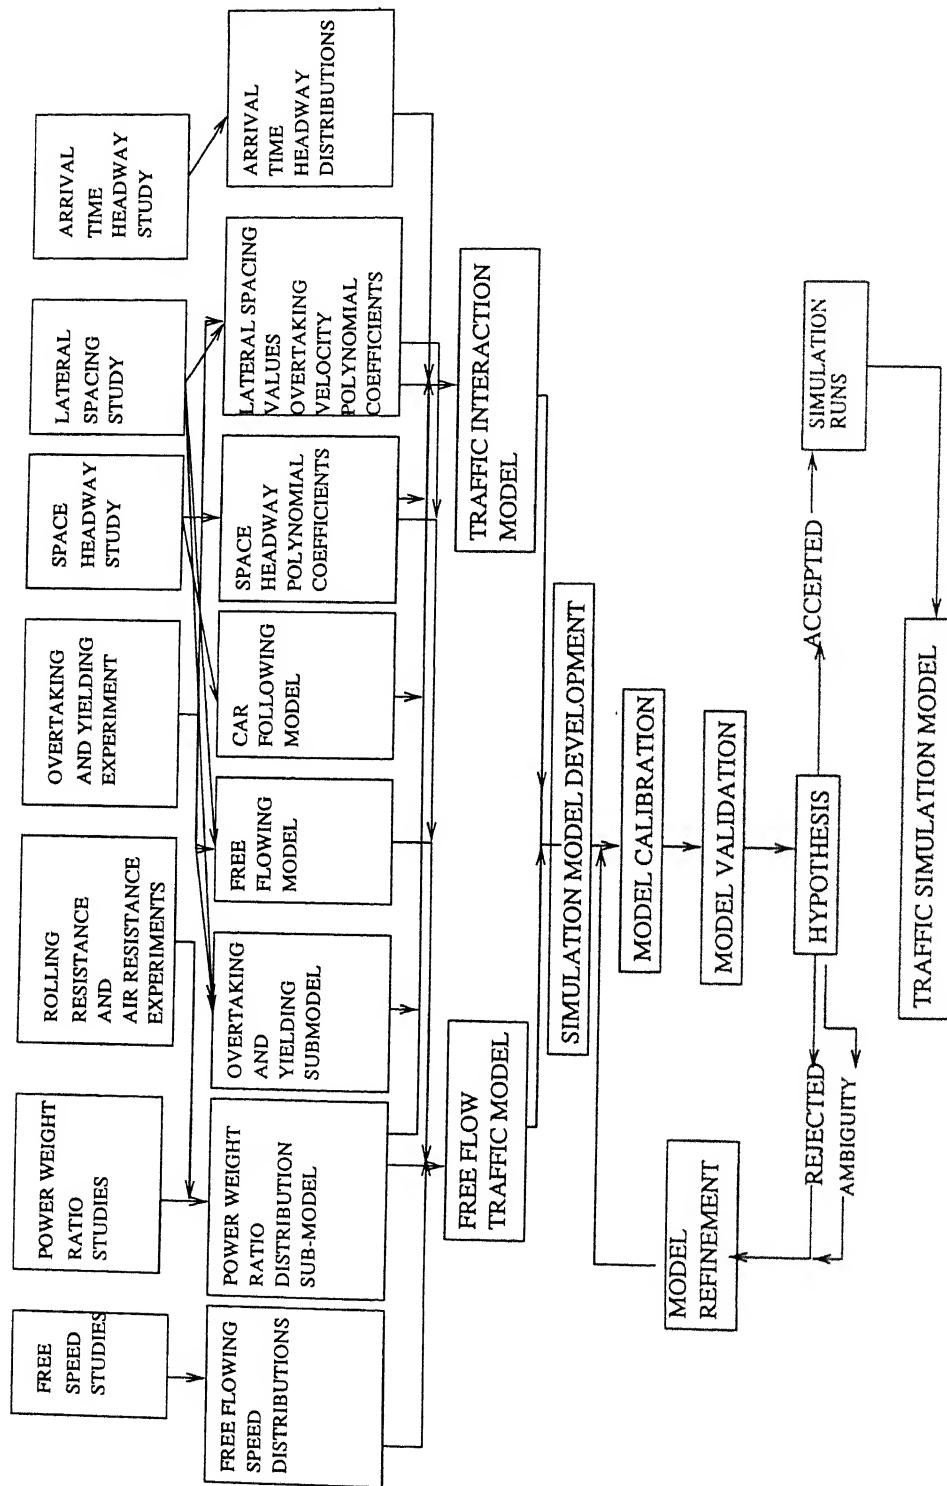 FREE
SPEED
STUDIES
POWER WEIGHT
RATIO
STUDIES
ROLLING
RESISTANCE
AND
AIR RESISTANCE
EXPERIMENTS
OVERTAKING
AND YIELDING
EXPERIMENT
SPACE
HEADWAY
STUDY
LATERAL
SPACING
STUDY
ARRIVAL
TIME
HEADWAY
STUDY
FREE FLOWING
SPEED
DISTRIBUTIONS
POWER WEIGHT
RATIO
DISTRIBUTION
SUB-MODEL
OVERTAKING
AND
YIELDING
SUBMODEL
FREE
FLOWING
MODEL
CAR
FOLLOWING
MODEL
SPACE
HEADWAY
POLYNOMIAL
COEFFICIENTS
LATERAL SPACING
VALUES
OVERTAKING
VELOCITY
POLYNOMIAL
COEFFICIENTS
ARRIVAL
TIME
HEADWAY
DISTRIBUTIONS
FREE FLOW
TRAFFIC MODEL
TRAFFIC INTERACTION
MODEL
SIMULATION MODEL DEVELOPMENT
MODEL CALIBRATION
MODEL VALIDATION
MODEL
REFINEMENT
HYPOTHESIS
REJECTED
AMBIGUITY
ACCEPTED
SIMULATION
RUNS
TRAFFIC SIMULATION MODEL